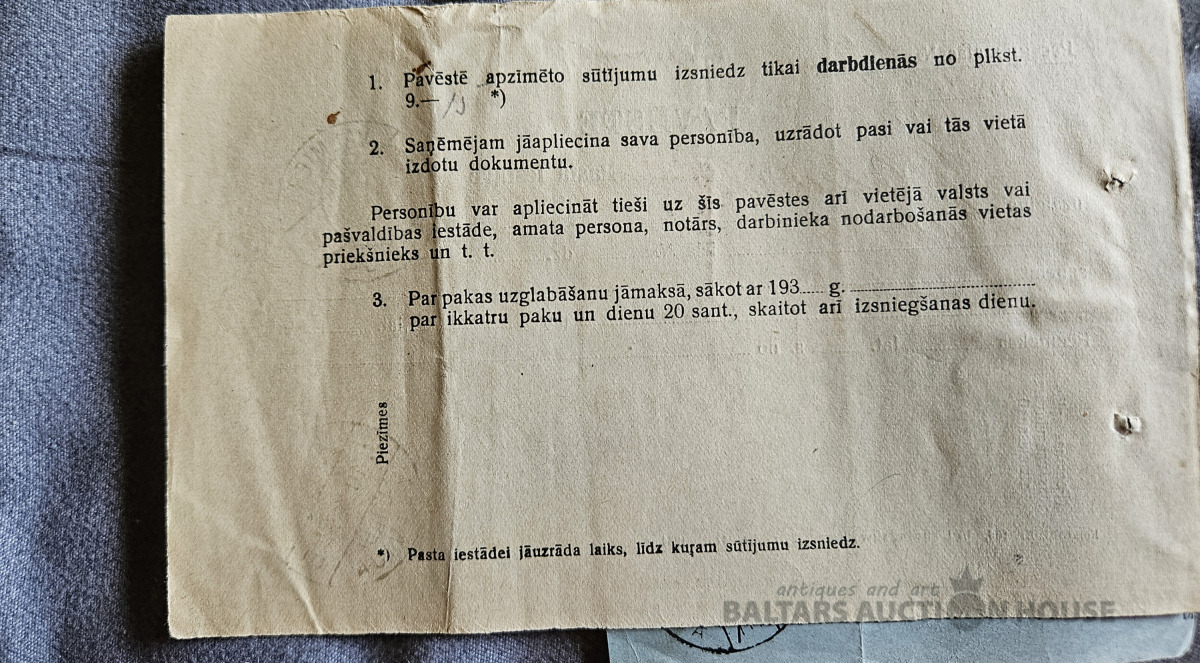 1. Pavēstē apzīmēto sūtījumu izsniedz tikai darbdienās no plkst.
9.— *)
2. Saņēmējam jāapliecina sava personība, uzrādot pasi vai tās vietā
izdotu dokumentu.
Personību var apliecināt tieši uz šīs pavēstes arī vietējā valsts vai
pašvaldības iestāde, amata persona, notārs, darbinieka nodarbošanās vietas
priekšnieks un t. t.
3. Par pakas uzglabāšanu jāmaksā, sākot ar 193..... g. ........................
par ikkatru paku un dienu 20 sant., skaitot arī izsniegšanas dienu.
Piezīmes
*) Pasta iestādei jāuzrāda laiks, līdz kuŗam sūtījumu izsniedz.
antiques and art
BALTARS AUCTION HOUSE